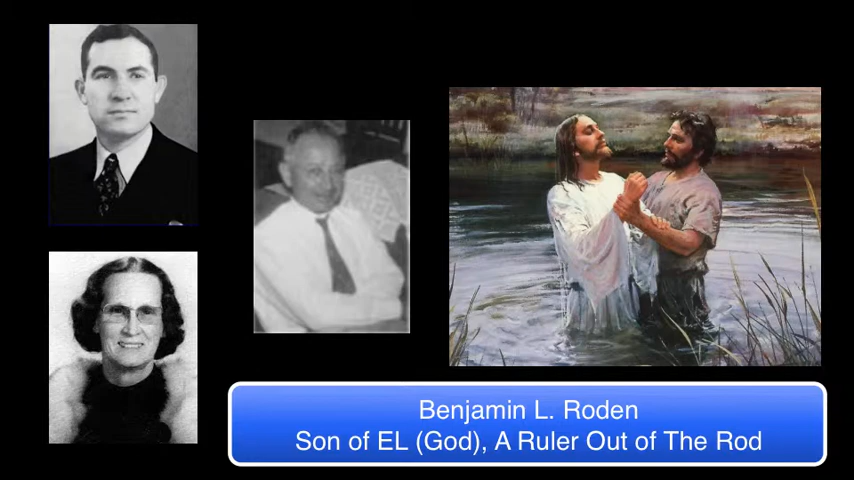 Benjamin L. Roden
Son of EL (God), A Ruler Out of The Rod